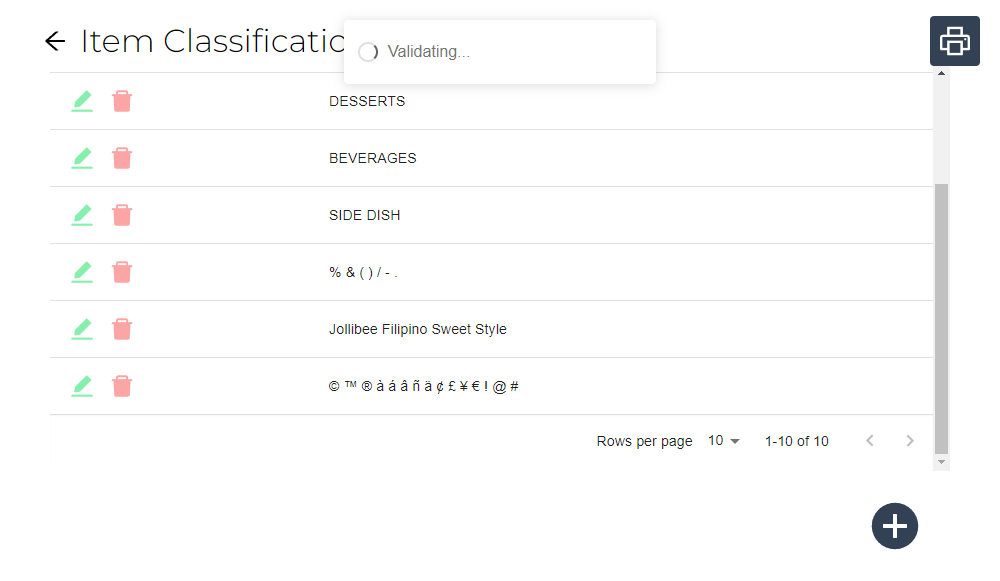 Item Classificatio
Validating...
DESSERTS
BEVERAGES
SIDE DISH
% & ( ) / - .
Jollibee Filipino Sweet Style
© ™ ® à á â ñ ä ¢ £ ¥ € ! @ #
Rows per page 10 1-10 of 10